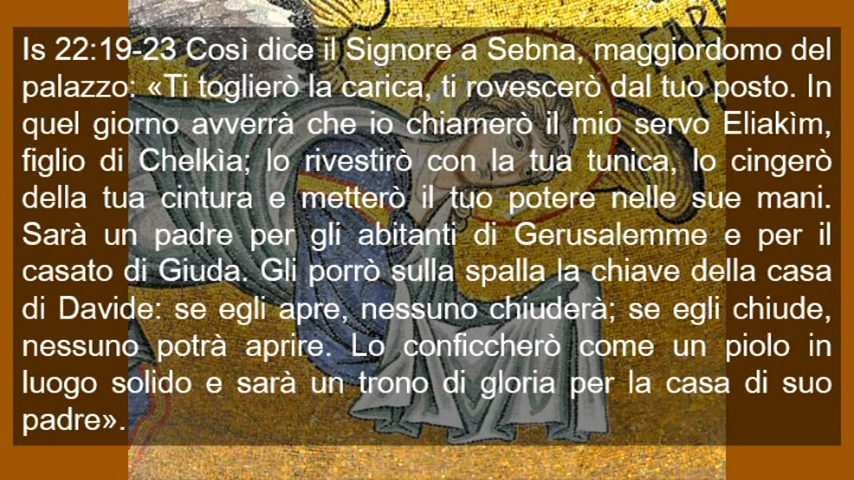 Is 22:19-23 Così dice il Signore a Sebna, maggiordomo del
palazzo: «Ti toglierò la carica, ti rovescerò dal tuo posto. In
quel giorno avverrà che io chiamerò il mio servo Eliakìm,
figlio di Chelkìa; lo rivestirò con la tua tunica, lo cingerò
della tua cintura e metterò il tuo potere nelle sue mani.
Sarà un padre per gli abitanti di Gerusalemme e per il
casato di Giuda. Gli porrò sulla spalla la chiave della casa
di Davide: se egli apre, nessuno chiuderà; se egli chiude,
nessuno potrà aprire. Lo conficcherò come un piolo in
luogo solido e sarà un trono di gloria per la casa di suo
padre».